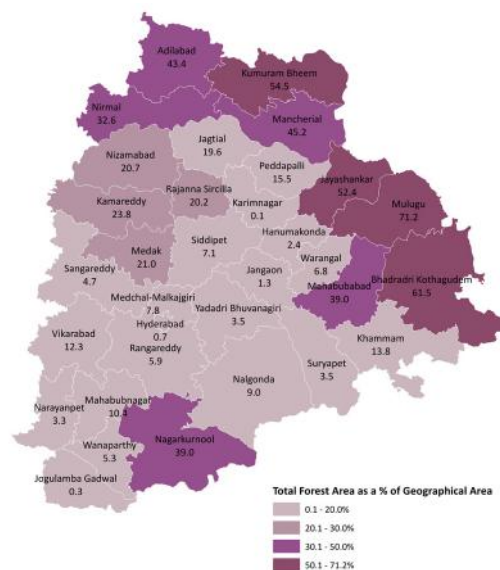 Adilabad
43.4
Kumuram Bheem
54.5
Nirmal
32.6
Mancherial
45.2
Jagtial
19.6
Nizamabad
20.7
Peddapalli
15.5
Jayashankar
52.4
Rajanna Sircilla
20.2
Karimnagar
0.1
Mulugu
71.2
Kamareddy
23.8
Hanumakonda
2.4
Siddipet
7.1
Medak
21.0
Warangal
6.8
Sangareddy
4.7
Jangaon
1.3
Mahabubabad
39.0
Bhadradri Kothagudem
61.5
Medchal-Malkajgiri
7.8
Yadadri Bhuvanagiri
3.5
Hyderabad
0.7
Vikarabad
12.3
Rangareddy
5.9
Khammam
13.8
Suryapet
3.5
Nalgonda
9.0
Mahabubnagar
10.4
Narayanpet
3.3
Wanaparthy
5.3
Nagarkurnool
39.0
Jogulamba Gadwal
0.3
Total Forest Area as a % of Geographical Area
0.1 - 20.0%
20.1 - 30.0%
30.1 - 50.0%
50.1 - 71.2%